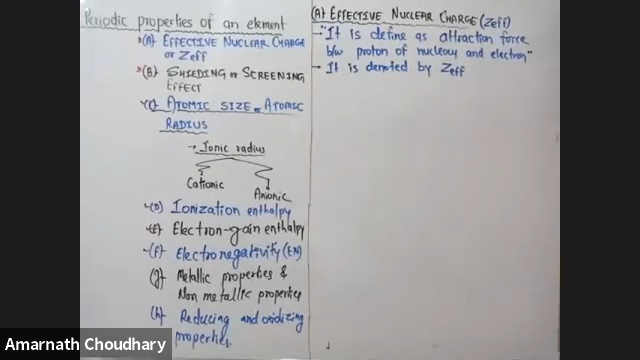 Periodic properties of an element
(A) EFFECTIVE NUCLEAR CHARGE
or Zeff
(B) SHIEDING or SCREENING
EFFECT
(C) ATOMIC SIZE or ATOMIC
RADIUS
→ Ionic radius
Cationic
Anionic
(D) Ionization enthalpy
(E) Electron-gain enthalpy
(F) Electronegativity (EN)
(g) Metallic properties &
Non metallic properties
(h) Reducing and oxidizing
properties.
(A) EFFECTIVE NUCLEAR CHARGE (Zeff)
→ "It is define as attraction force
b/w proton of nucleous and electron"
→ It is denoted by Zeff
Amarnath Choudhary